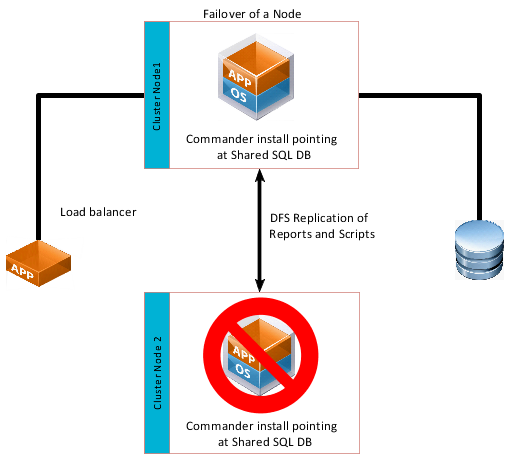 Failover of a Node
Cluster Node1
APP
OS
Commander install pointing
at Shared SQL DB
Load balancer
DFS Replication of
Reports and Scripts
APP
Cluster Node 2
APP
OS
Commander install pointing
at Shared SQL DB